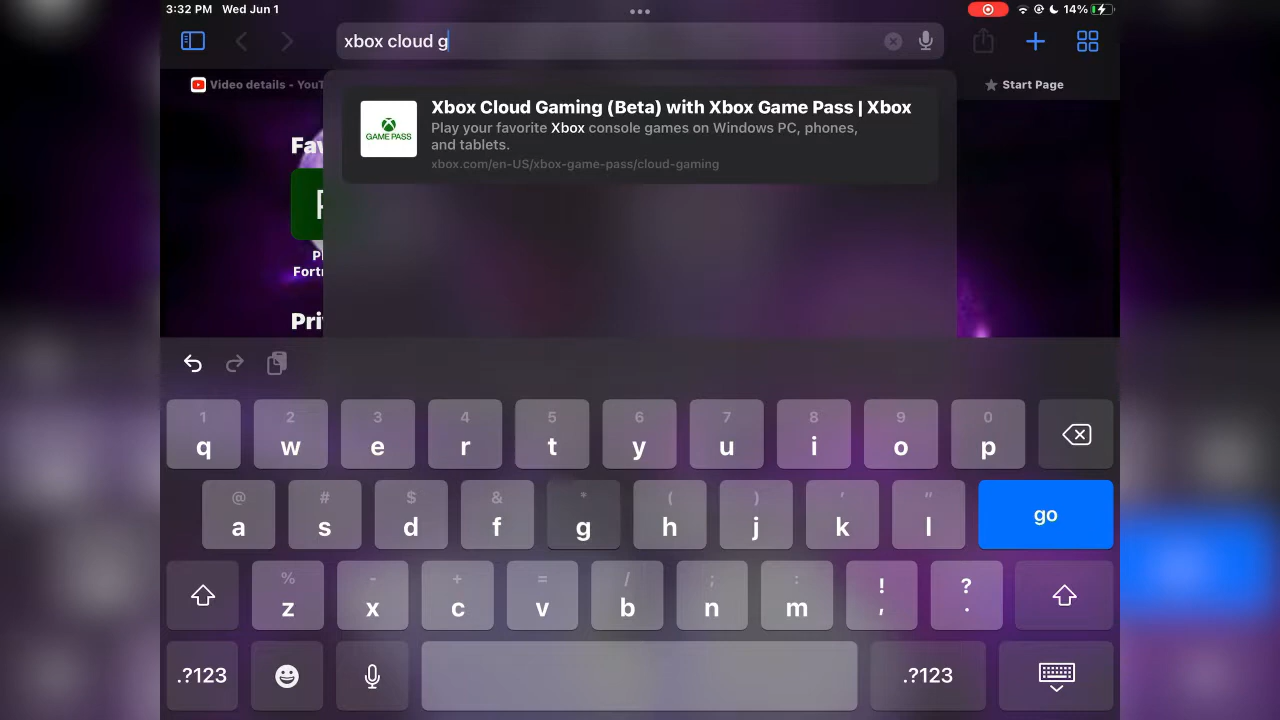 3:32 PM Wed Jun 1
14%
xbox cloud g
Video details - YouT
Start Page
Xbox Cloud Gaming (Beta) with Xbox Game Pass | Xbox
Play your favorite Xbox console games on Windows PC, phones,
and tablets.
xbox.com/en-US/xbox-game-pass/cloud-gaming
GAME PASS
Fav
P
Pl
Fortn
Pri
1 2 3 4 5 6 7 8 9 0
q w e r t y u i o p
@ # $ & * ( ) ' "
a s d f g h j k l go
% - + = / ; : ! ?
z x c v b n m , .
.?123 .?123